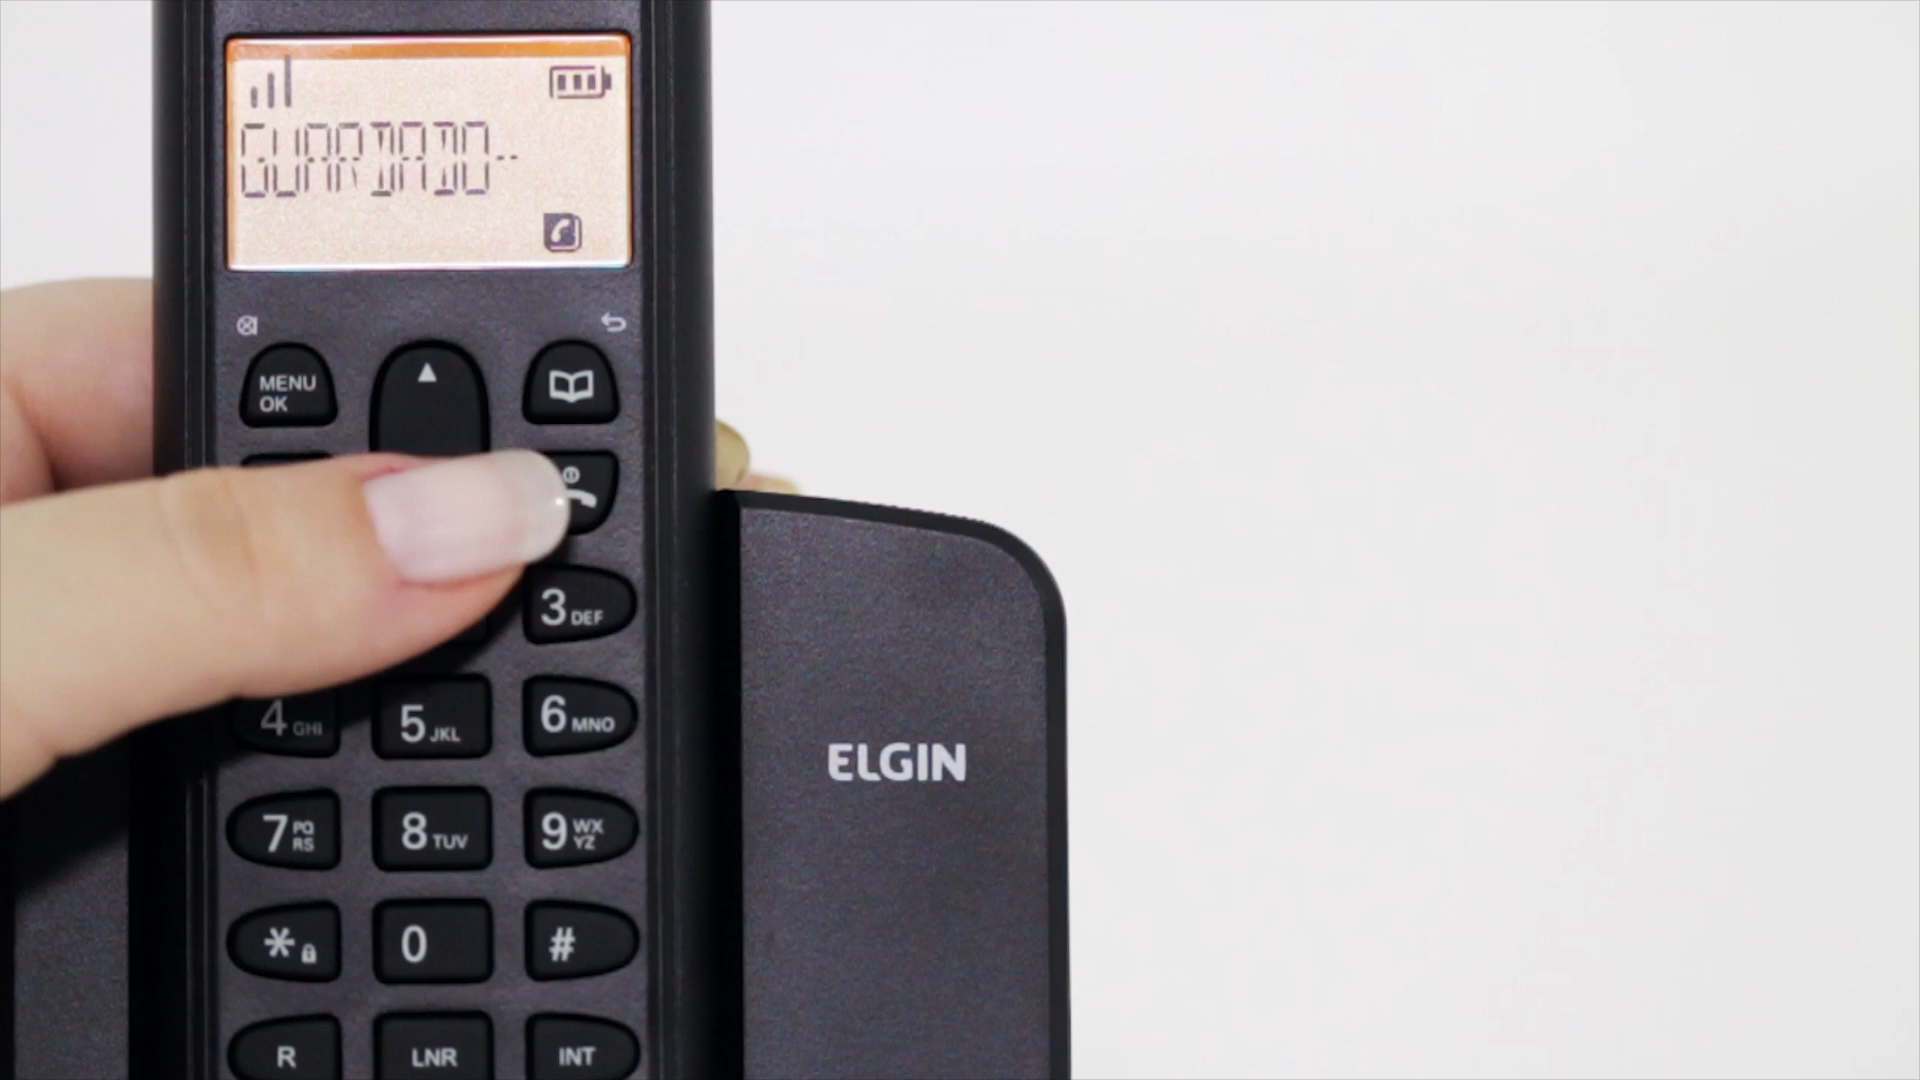 GUARDADO--
MENU
OK
3 DEF
4 GHI
5 JKL
6 MNO
7 PQ
RS
8 TUV
9 WX
YZ
*
0
#
R
LNR
INT
ELGIN